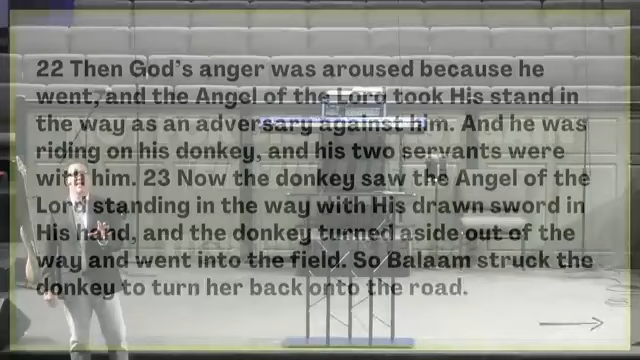 22 Then God's anger was aroused because he
went, and the Angel of the Lord took His stand in
the way as an adversary against him. And he was
riding on his donkey, and his two servants were
with him. 23 Now the donkey saw the Angel of the
Lord standing in the way with His drawn sword in
His hand, and the donkey turned aside out of the
way and went into the field. So Balaam struck the
donkey to turn her back onto the road.